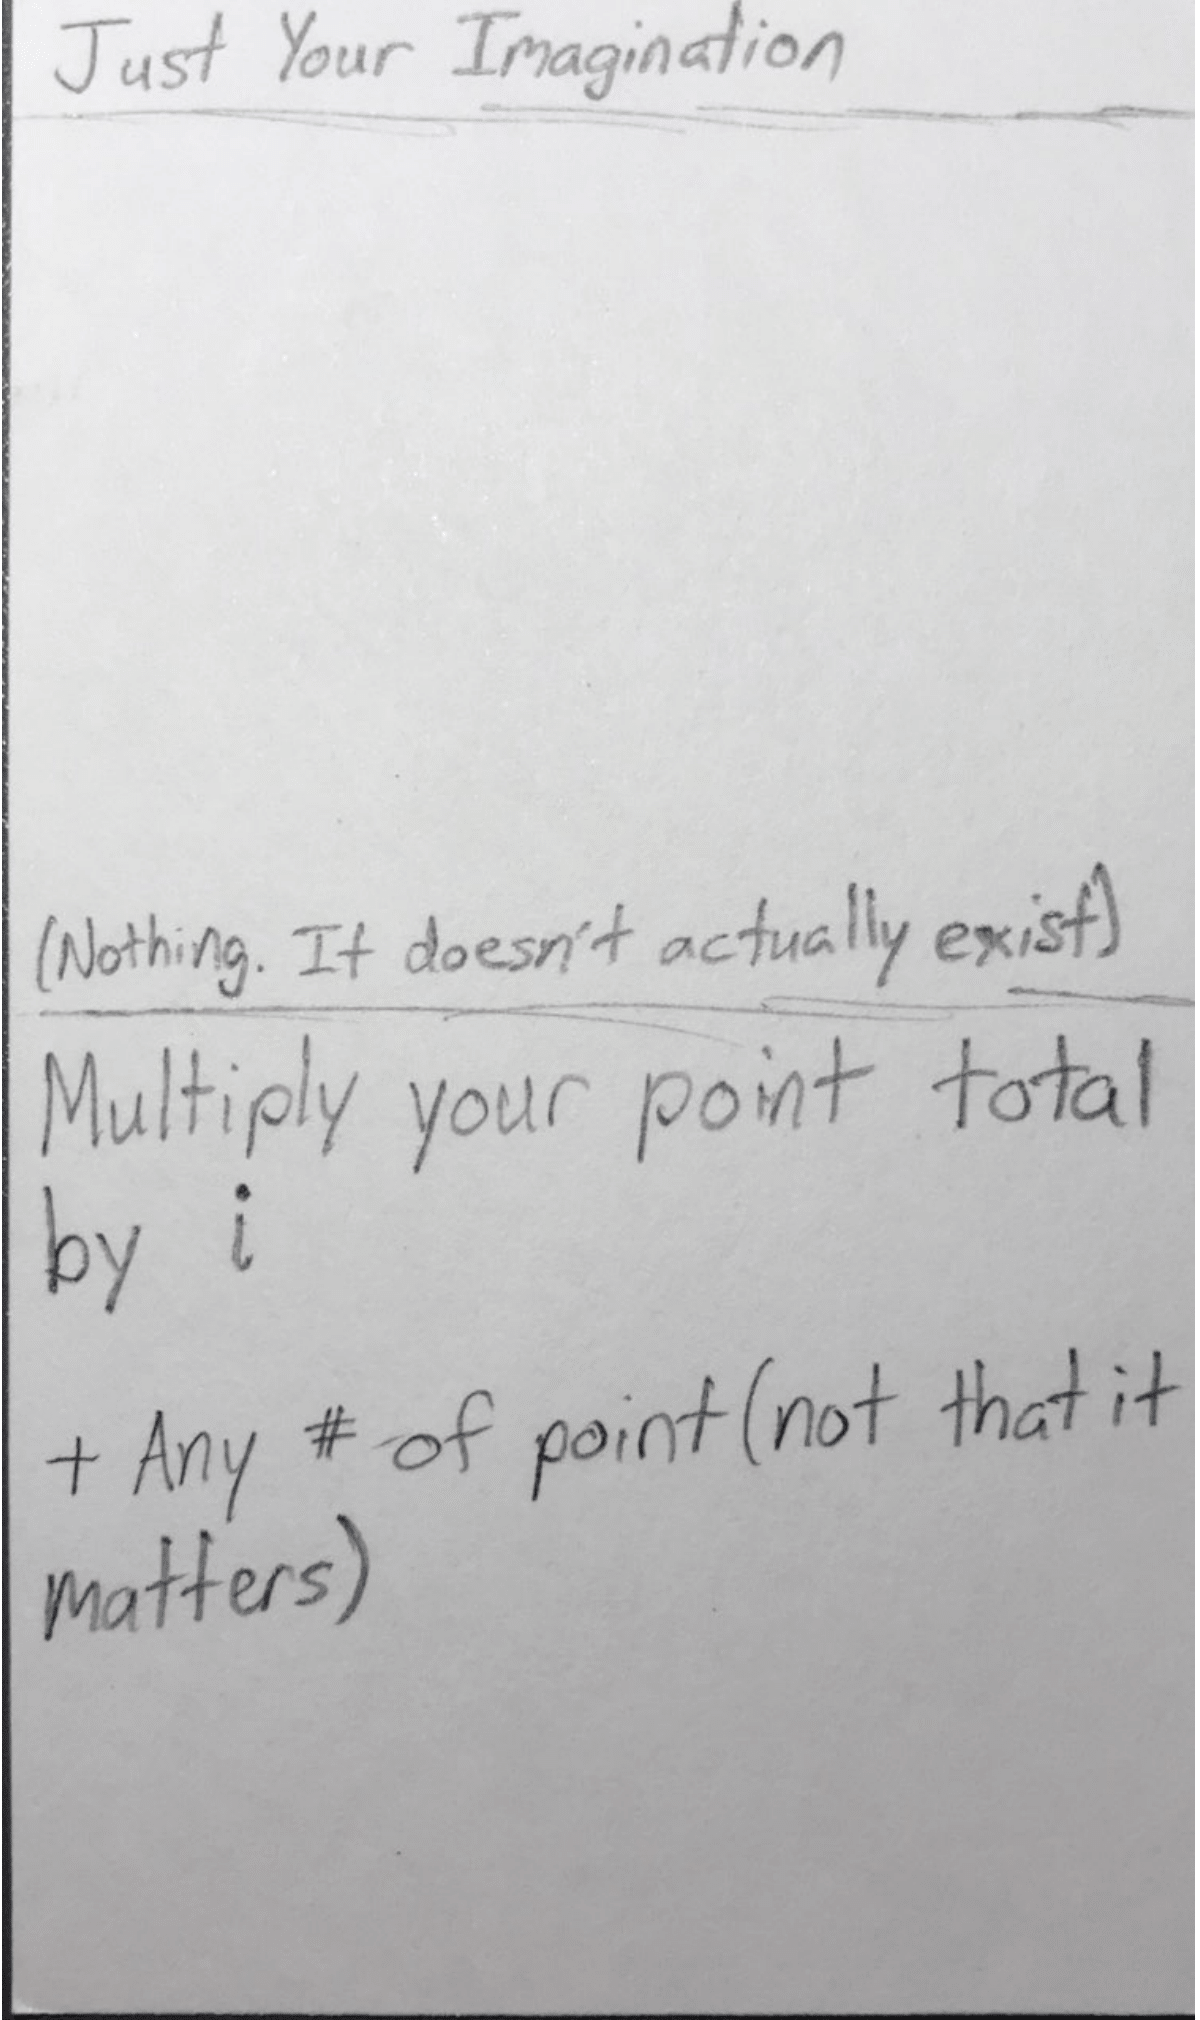 Just Your Imagination
(Nothing. It doesn't actually exist)
Multiply your point total
by i
+ Any # of point (not that it
matters)